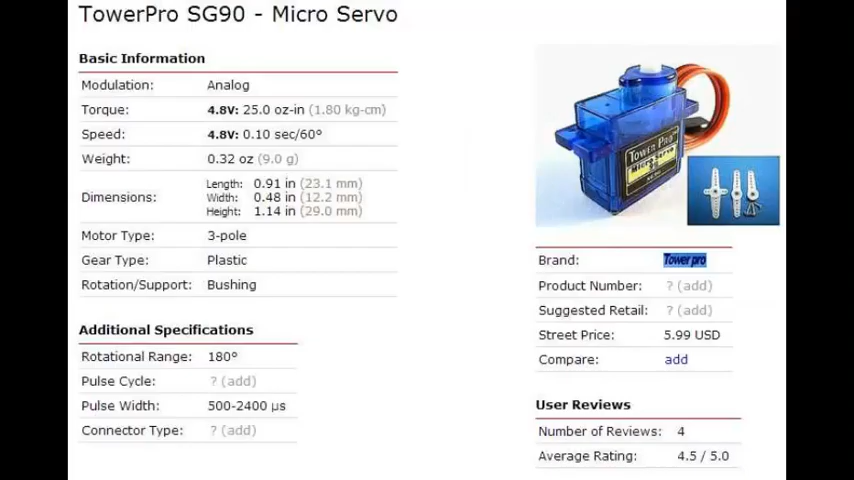 TowerPro SG90 - Micro Servo
Basic Information
Modulation: Analog
Torque: 4.8V: 25.0 oz-in (1.80 kg-cm)
Speed: 4.8V: 0.10 sec/60°
Weight: 0.32 oz (9.0 g)
Dimensions:
Length: 0.91 in (23.1 mm)
Width: 0.48 in (12.2 mm)
Height: 1.14 in (29.0 mm)
Motor Type: 3-pole
Gear Type: Plastic
Rotation/Support: Bushing
Additional Specifications
Rotational Range: 180°
Pulse Cycle: ? (add)
Pulse Width: 500-2400 µs
Connector Type: ? (add)
TOWER PRO
Brand: Tower pro
Product Number: ? (add)
Suggested Retail: ? (add)
Street Price: 5.99 USD
Compare: add
User Reviews
Number of Reviews: 4
Average Rating: 4.5 / 5.0